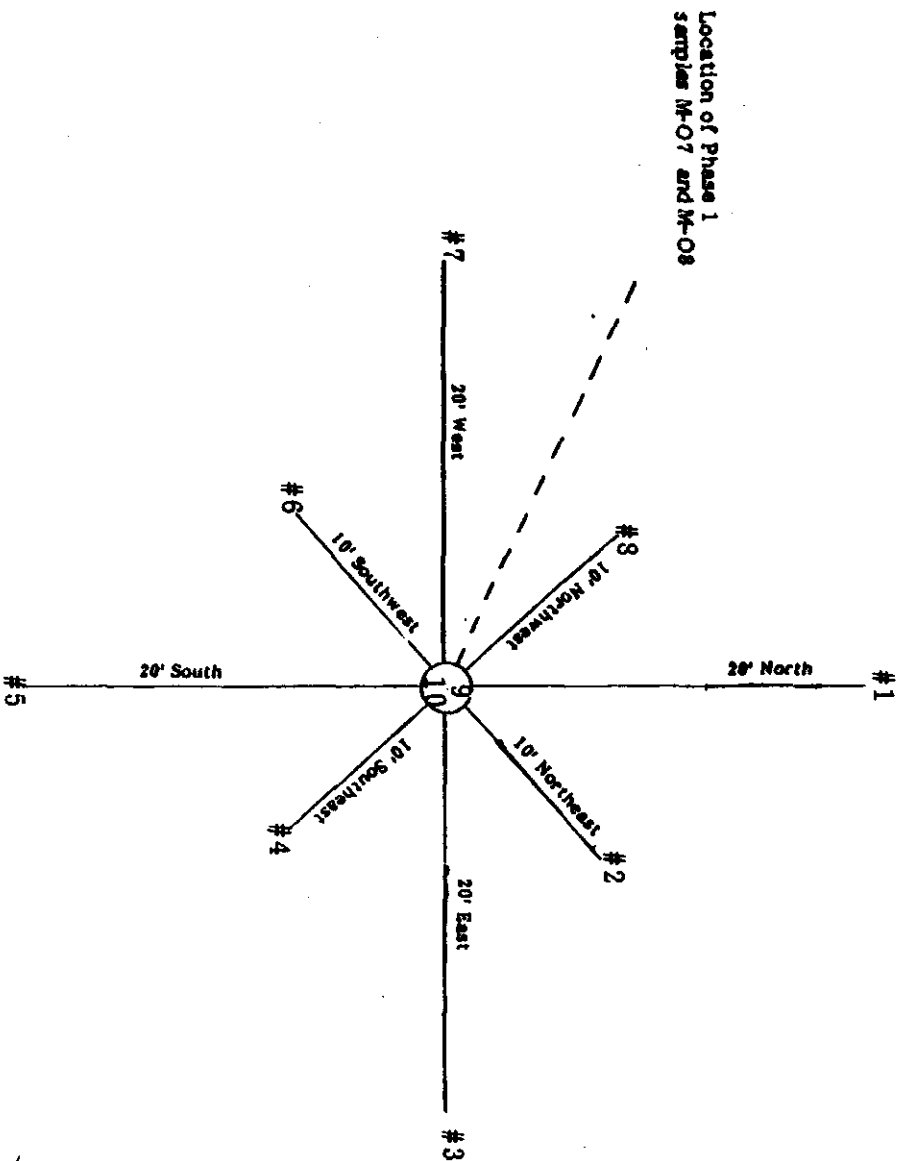 Location of Phase 1
samples M-07 and M-08
#7
20' West
#6
10' Southwest
#8
10' Northwest
#5
20' South
9
10
20' North
#1
10' Southeast
#4
10' Northeast
#2
20' East
#3